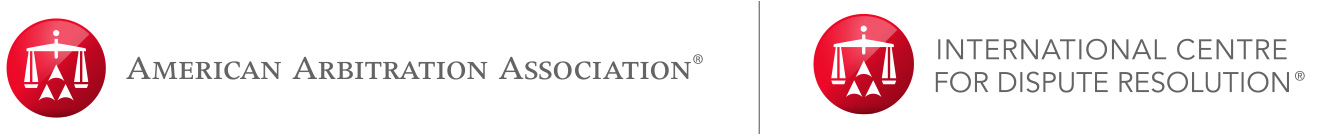 AMERICAN ARBITRATION ASSOCIATION®
INTERNATIONAL CENTRE
FOR DISPUTE RESOLUTION®